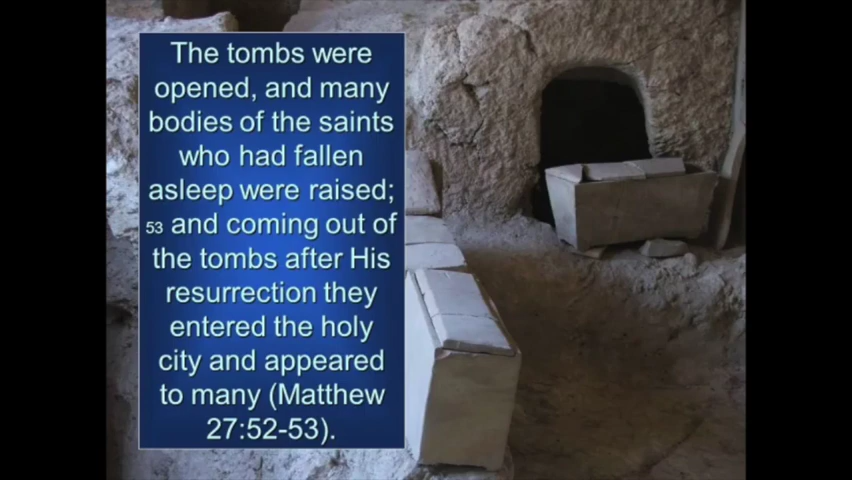 The tombs were
opened, and many
bodies of the saints
who had fallen
asleep were raised;
53 and coming out of
the tombs after His
resurrection they
entered the holy
city and appeared
to many (Matthew
27:52-53).